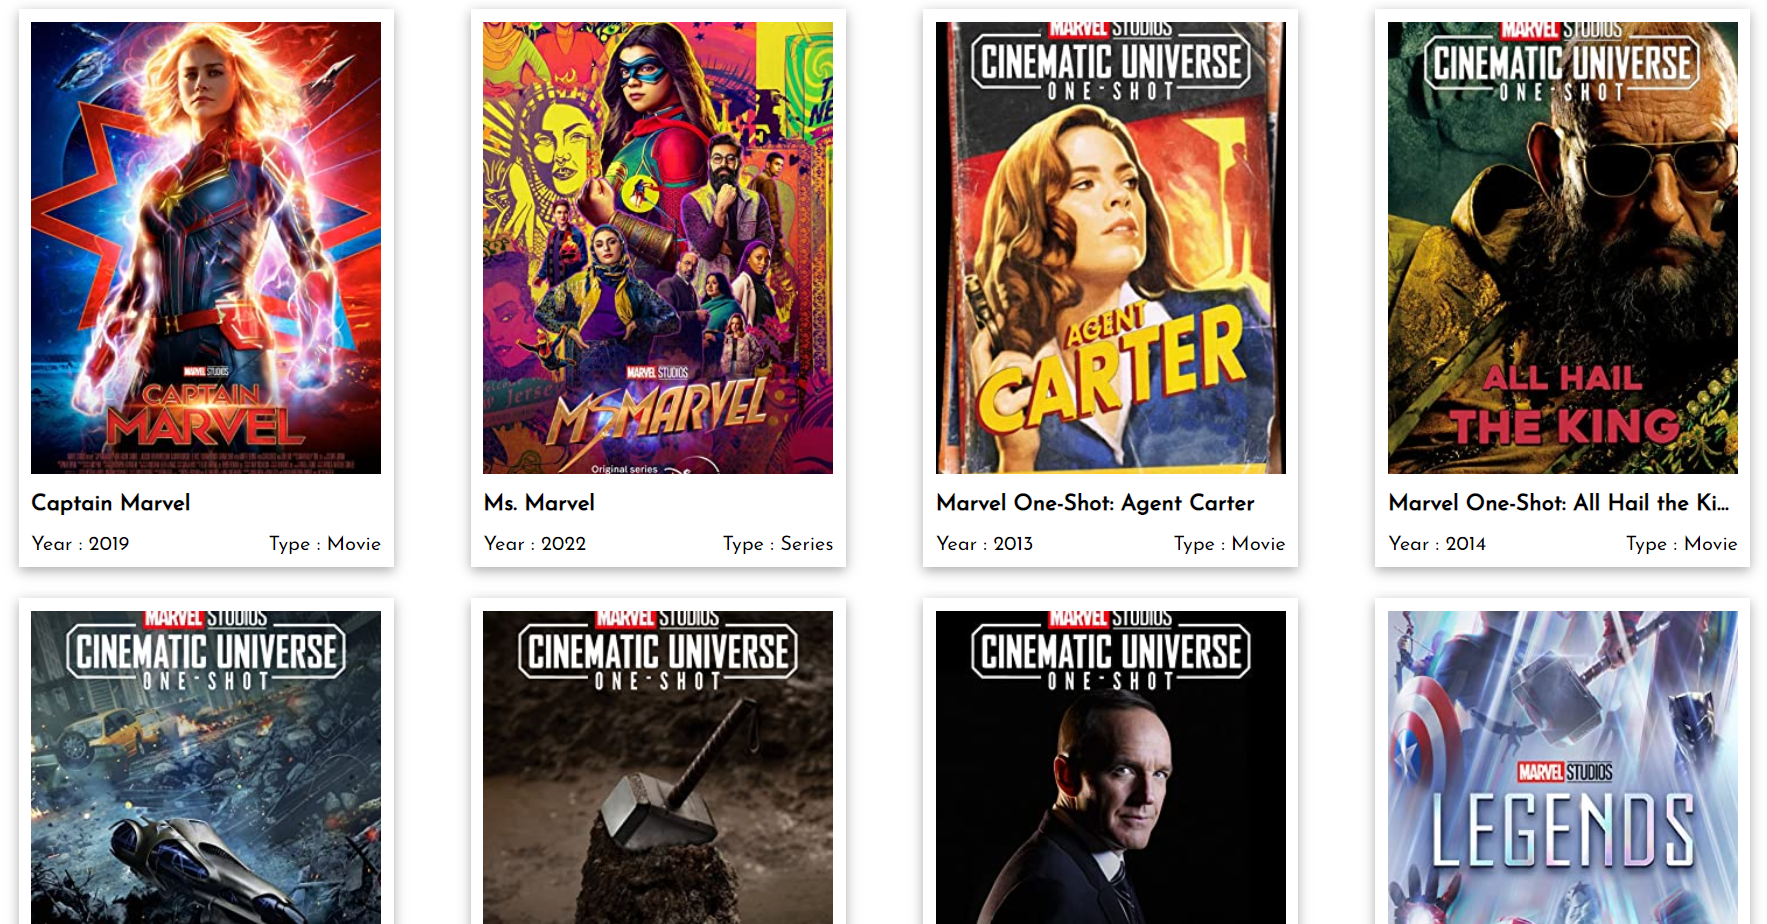 MARVEL STUDIOS
CAPTAIN
MARVEL
Captain Marvel
Year : 2019
Type : Movie
MARVEL STUDIOS
MS MARVEL
Original series
Ms. Marvel
Year : 2022
Type : Series
MARVEL STUDIOS
CINEMATIC UNIVERSE
ONE-SHOT
AGENT
CARTER
Marvel One-Shot: Agent Carter
Year : 2013
Type : Movie
MARVEL STUDIOS
CINEMATIC UNIVERSE
ONE-SHOT
ALL HAIL
THE KING
Marvel One-Shot: All Hail the Ki...
Year : 2014
Type : Movie
MARVEL STUDIOS
CINEMATIC UNIVERSE
ONE-SHOT
MARVEL STUDIOS
CINEMATIC UNIVERSE
ONE-SHOT
MARVEL STUDIOS
CINEMATIC UNIVERSE
ONE-SHOT
MARVEL STUDIOS
LEGENDS